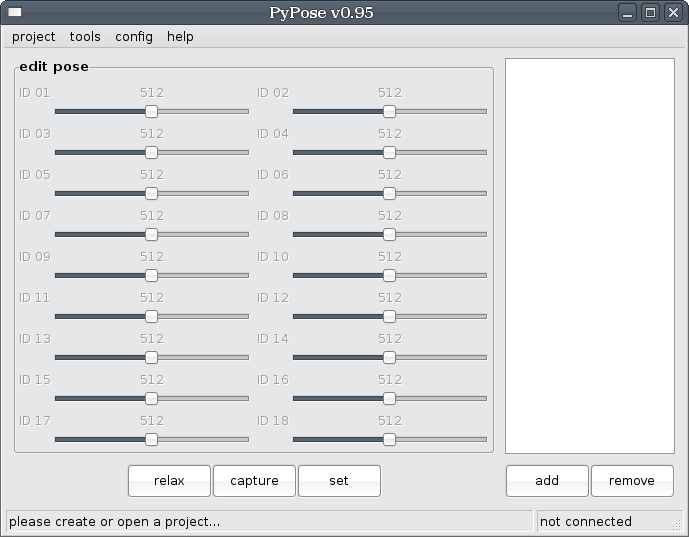 PyPose v0.95
project tools config help
edit pose
ID 01 512 ID 02 512
ID 03 512 ID 04 512
ID 05 512 ID 06 512
ID 07 512 ID 08 512
ID 09 512 ID 10 512
ID 11 512 ID 12 512
ID 13 512 ID 14 512
ID 15 512 ID 16 512
ID 17 512 ID 18 512
relax capture set add remove
please create or open a project... not connected